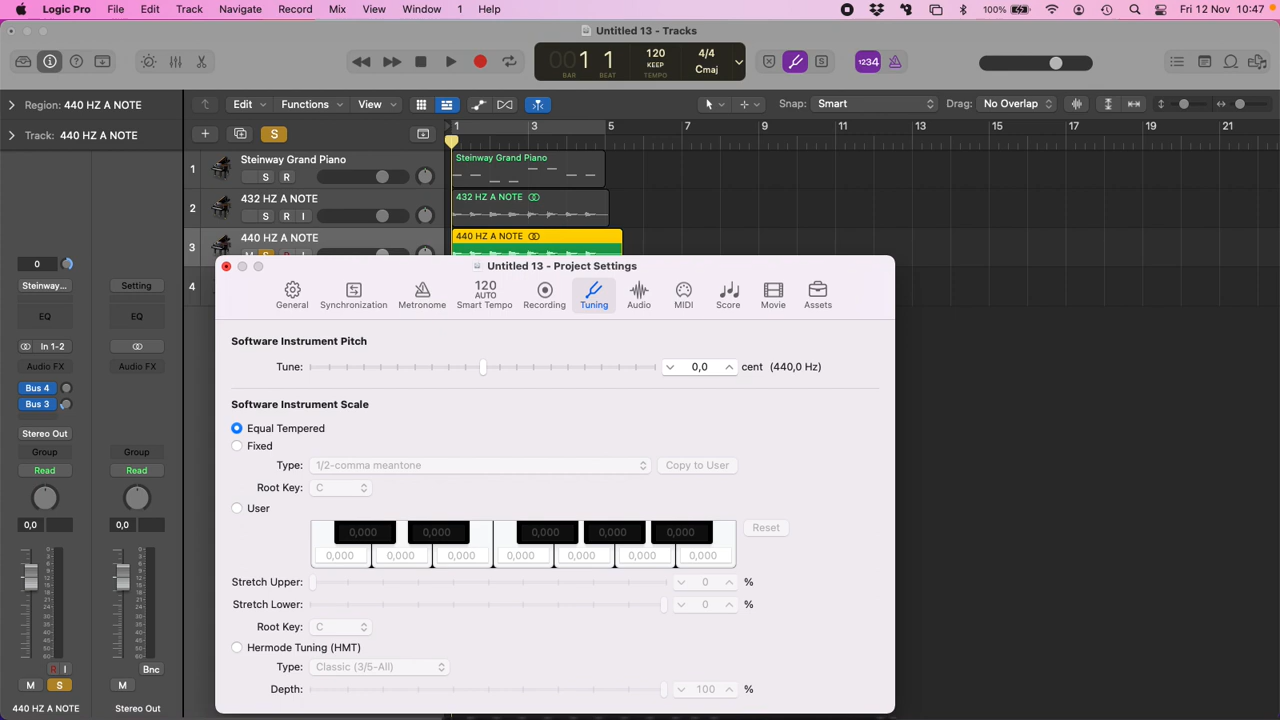 Logic Pro File Edit Track Navigate Record Mix View Window 1 Help 100% Fri 12 Nov 10:47
Untitled 13 - Tracks
001 1 120 4/4
KEEP Cmaj
BAR BEAT TEMPO
1234
Region: 440 HZ A NOTE
Edit Functions View Snap: Smart Drag: No Overlap
Track: 440 HZ A NOTE
S 1 3 5 7 9 11 13 15 17 19 21
1 Steinway Grand Piano Steinway Grand Piano
S R
2 432 HZ A NOTE 432 HZ A NOTE
S R I
3 440 HZ A NOTE 440 HZ A NOTE
4
Untitled 13 - Project Settings
120
AUTO
General Synchronization Metronome Smart Tempo Recording Tuning Audio MIDI Score Movie Assets
Software Instrument Pitch
Tune: 0,0 cent (440,0 Hz)
Software Instrument Scale
Equal Tempered
Fixed
Type: 1/2-comma meantone Copy to User
Root Key: C
User
0,000 0,000 0,000 0,000 0,000 Reset
0,000 0,000 0,000 0,000 0,000 0,000 0,000
Stretch Upper: 0 %
Stretch Lower: 0 %
Root Key: C
Hermode Tuning (HMT)
Type: Classic (3/5-All)
Depth: 100 %
0
Steinway... Setting
EQ EQ
In 1-2
Audio FX Audio FX
Bus 4
Bus 3
Stereo Out
Group Group
Read Read
0,0 0,0
R I Bnc
M S M
440 HZ A NOTE Stereo Out